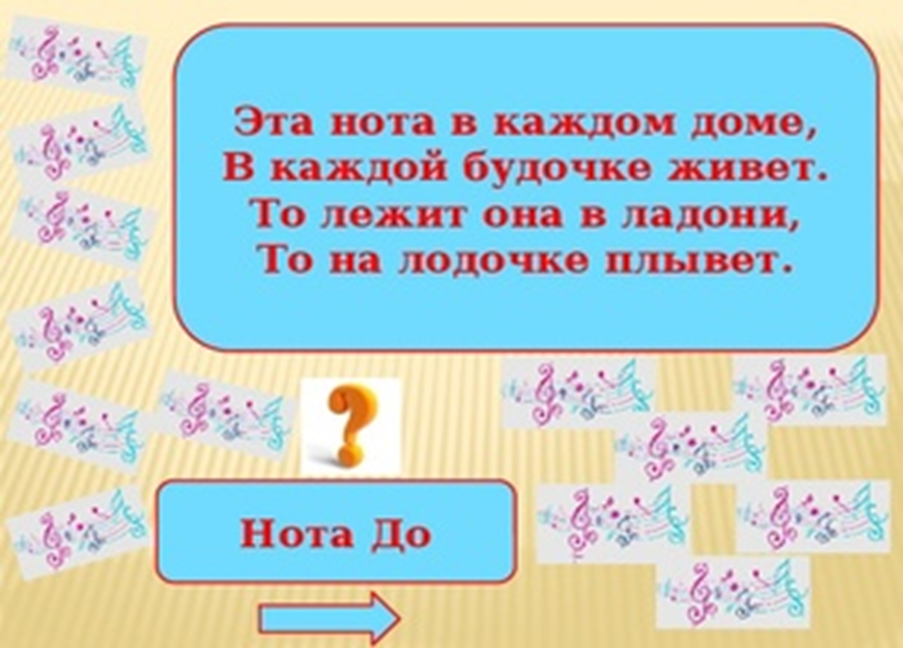 Эта нота в каждом доме,
В каждой будочке живет.
То лежит она в ладони,
То на лодочке плывет.
Нота До